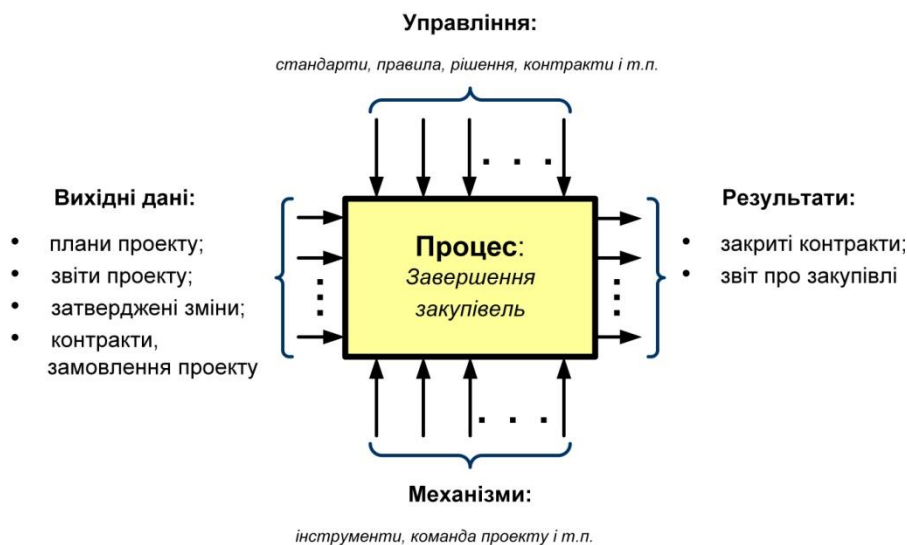 Управління:
стандарти, правила, рішення, контракти і т.п.
Вихідні дані:
• плани проекту;
• звіти проекту;
• затверджені зміни;
• контракти,
замовлення проекту
Процес:
Завершення
закупівель
Результати:
• закриті контракти;
• звіт про закупівлі
Механізми:
інструменти, команда проекту і т.п.